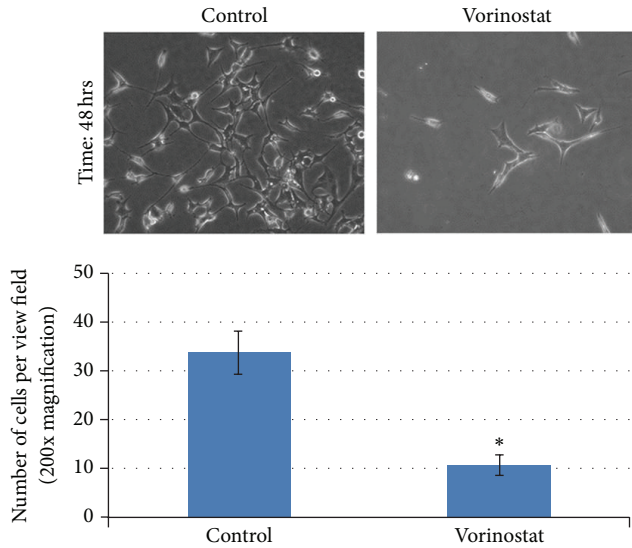 Control
Vorinostat
Time: 48 hrs
Number of cells per view field
(200x magnification)
50
40
30
20
10
0
*
Control
Vorinostat